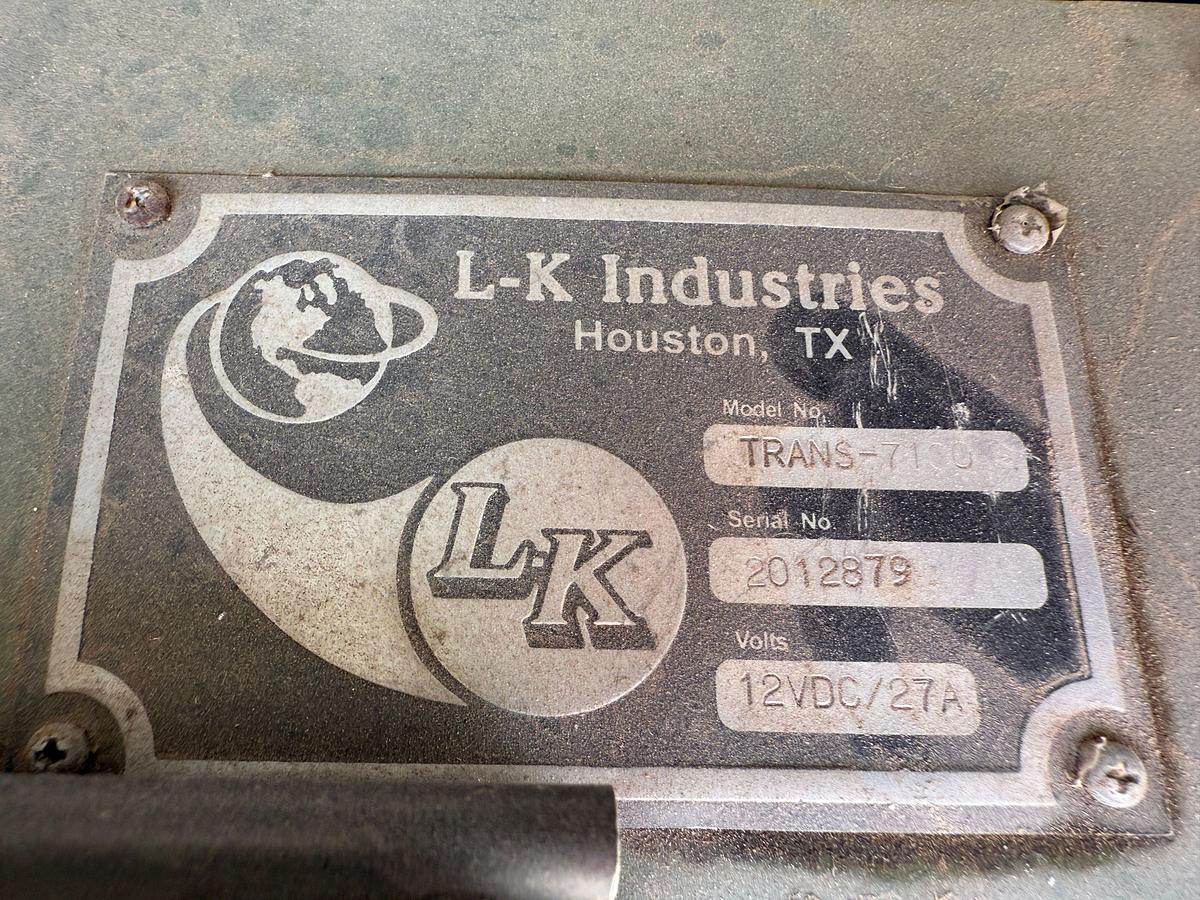 L-K Industries
Houston, TX
Model No.
Serial No
2012879
Volts
12VDC/27A
L-K